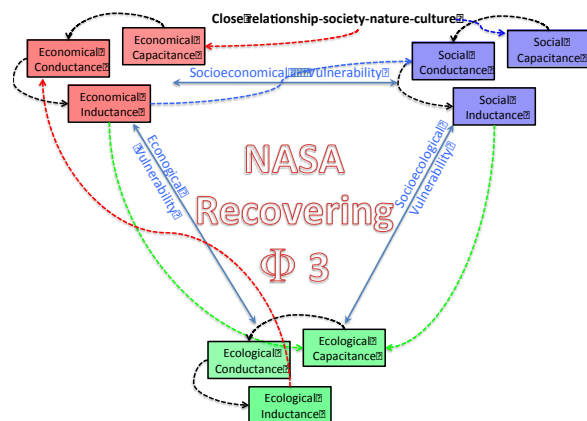 Close relationship-society-nature-culture
Economical
Capacitance
Economical
Conductance
Economical
Inductance
Social
Conductance
Social
Capacitance
Social
Inductance
Socioeconomical Vulnerability
Econogical
Vulnerability
Socioecological
Vulnerability
NASA
Recovering
Φ 3
Ecological
Conductance
Ecological
Capacitance
Ecological
Inductance